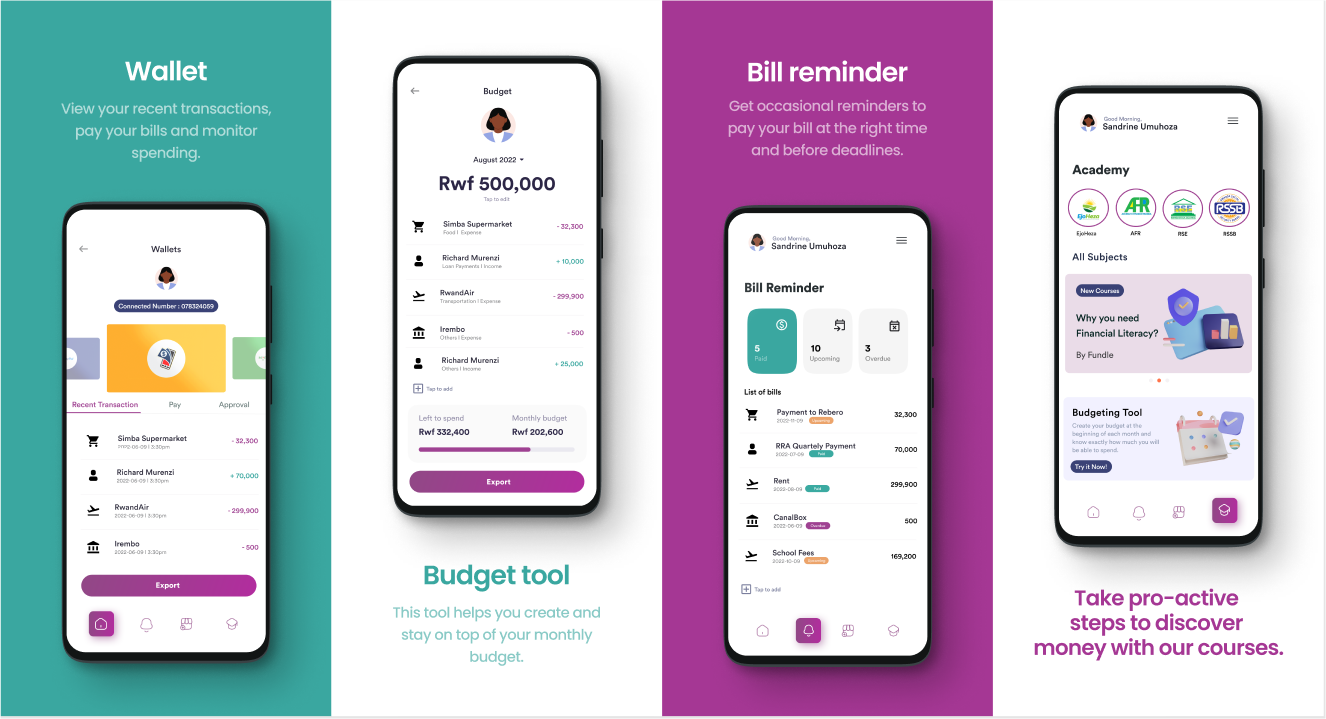 Wallet
View your recent transactions,
pay your bills and monitor
spending.
Wallets
Connected Number : 078324059
Recent Transaction
Pay
Approval
Simba Supermarket
- 32,300
Richard Murenzi
+ 70,000
2022-06-09 I 3:30pm
RwandAir
- 299,900
2022-06-09 I 3:30pm
Irembo
- 500
2022-06-09 I 3:30pm
Export
Budget
August 2022
Rwf 500,000
Tap to edit
Simba Supermarket
- 32,300
Food I Expense
Richard Murenzi
+ 10,000
Loan Payments I Income
RwandAir
- 299,900
Transportation I Expense
Irembo
- 500
Others I Expense
Richard Murenzi
+ 25,000
Others I Income
Tap to add
Left to spend
Monthly budget
Rwf 332,400
Rwf 202,600
Export
Budget tool
This tool helps you create and
stay on top of your monthly
budget.
Bill reminder
Get occasional reminders to
pay your bill at the right time
and before deadlines.
Good Morning,
Sandrine Umuhoza
Bill Reminder
5
Paid
10
Upcoming
3
Overdue
List of bills
Payment to Rebero
32,300
2022-11-09
Upcoming
RRA Quartely Payment
70,000
2022-07-09
Paid
Rent
299,900
2022-08-09
Paid
CanalBox
500
2022-06-09
Overdue
School Fees
169,200
2022-10-09
Upcoming
Tap to add
Good Morning,
Sandrine Umuhoza
Academy
EjoHeza
AFR
RSE
RSSB
EjoHeza
AFR
RSE
RSSB
All Subjects
New Courses
Why you need
Financial Literacy?
By Fundle
Budgeting Tool
Create your budget at the
beginning of each month and
know exactly how much you will
be able to spend.
Try it Now!
Take pro-active
steps to discover
money with our courses.